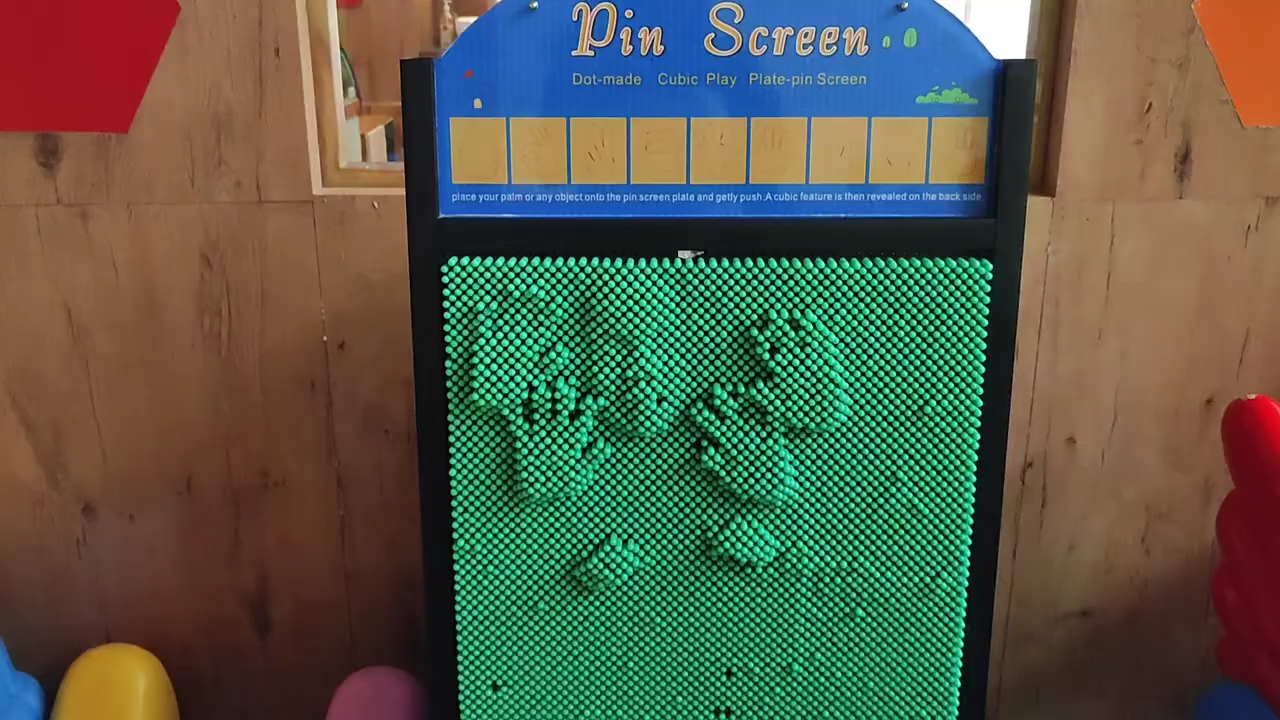 Pin Screen
Dot-made Cubic Play Plate-pin Screen
place your palm or any object onto the pin screen plate and getly push.A cubic feature is then revealed on the back side